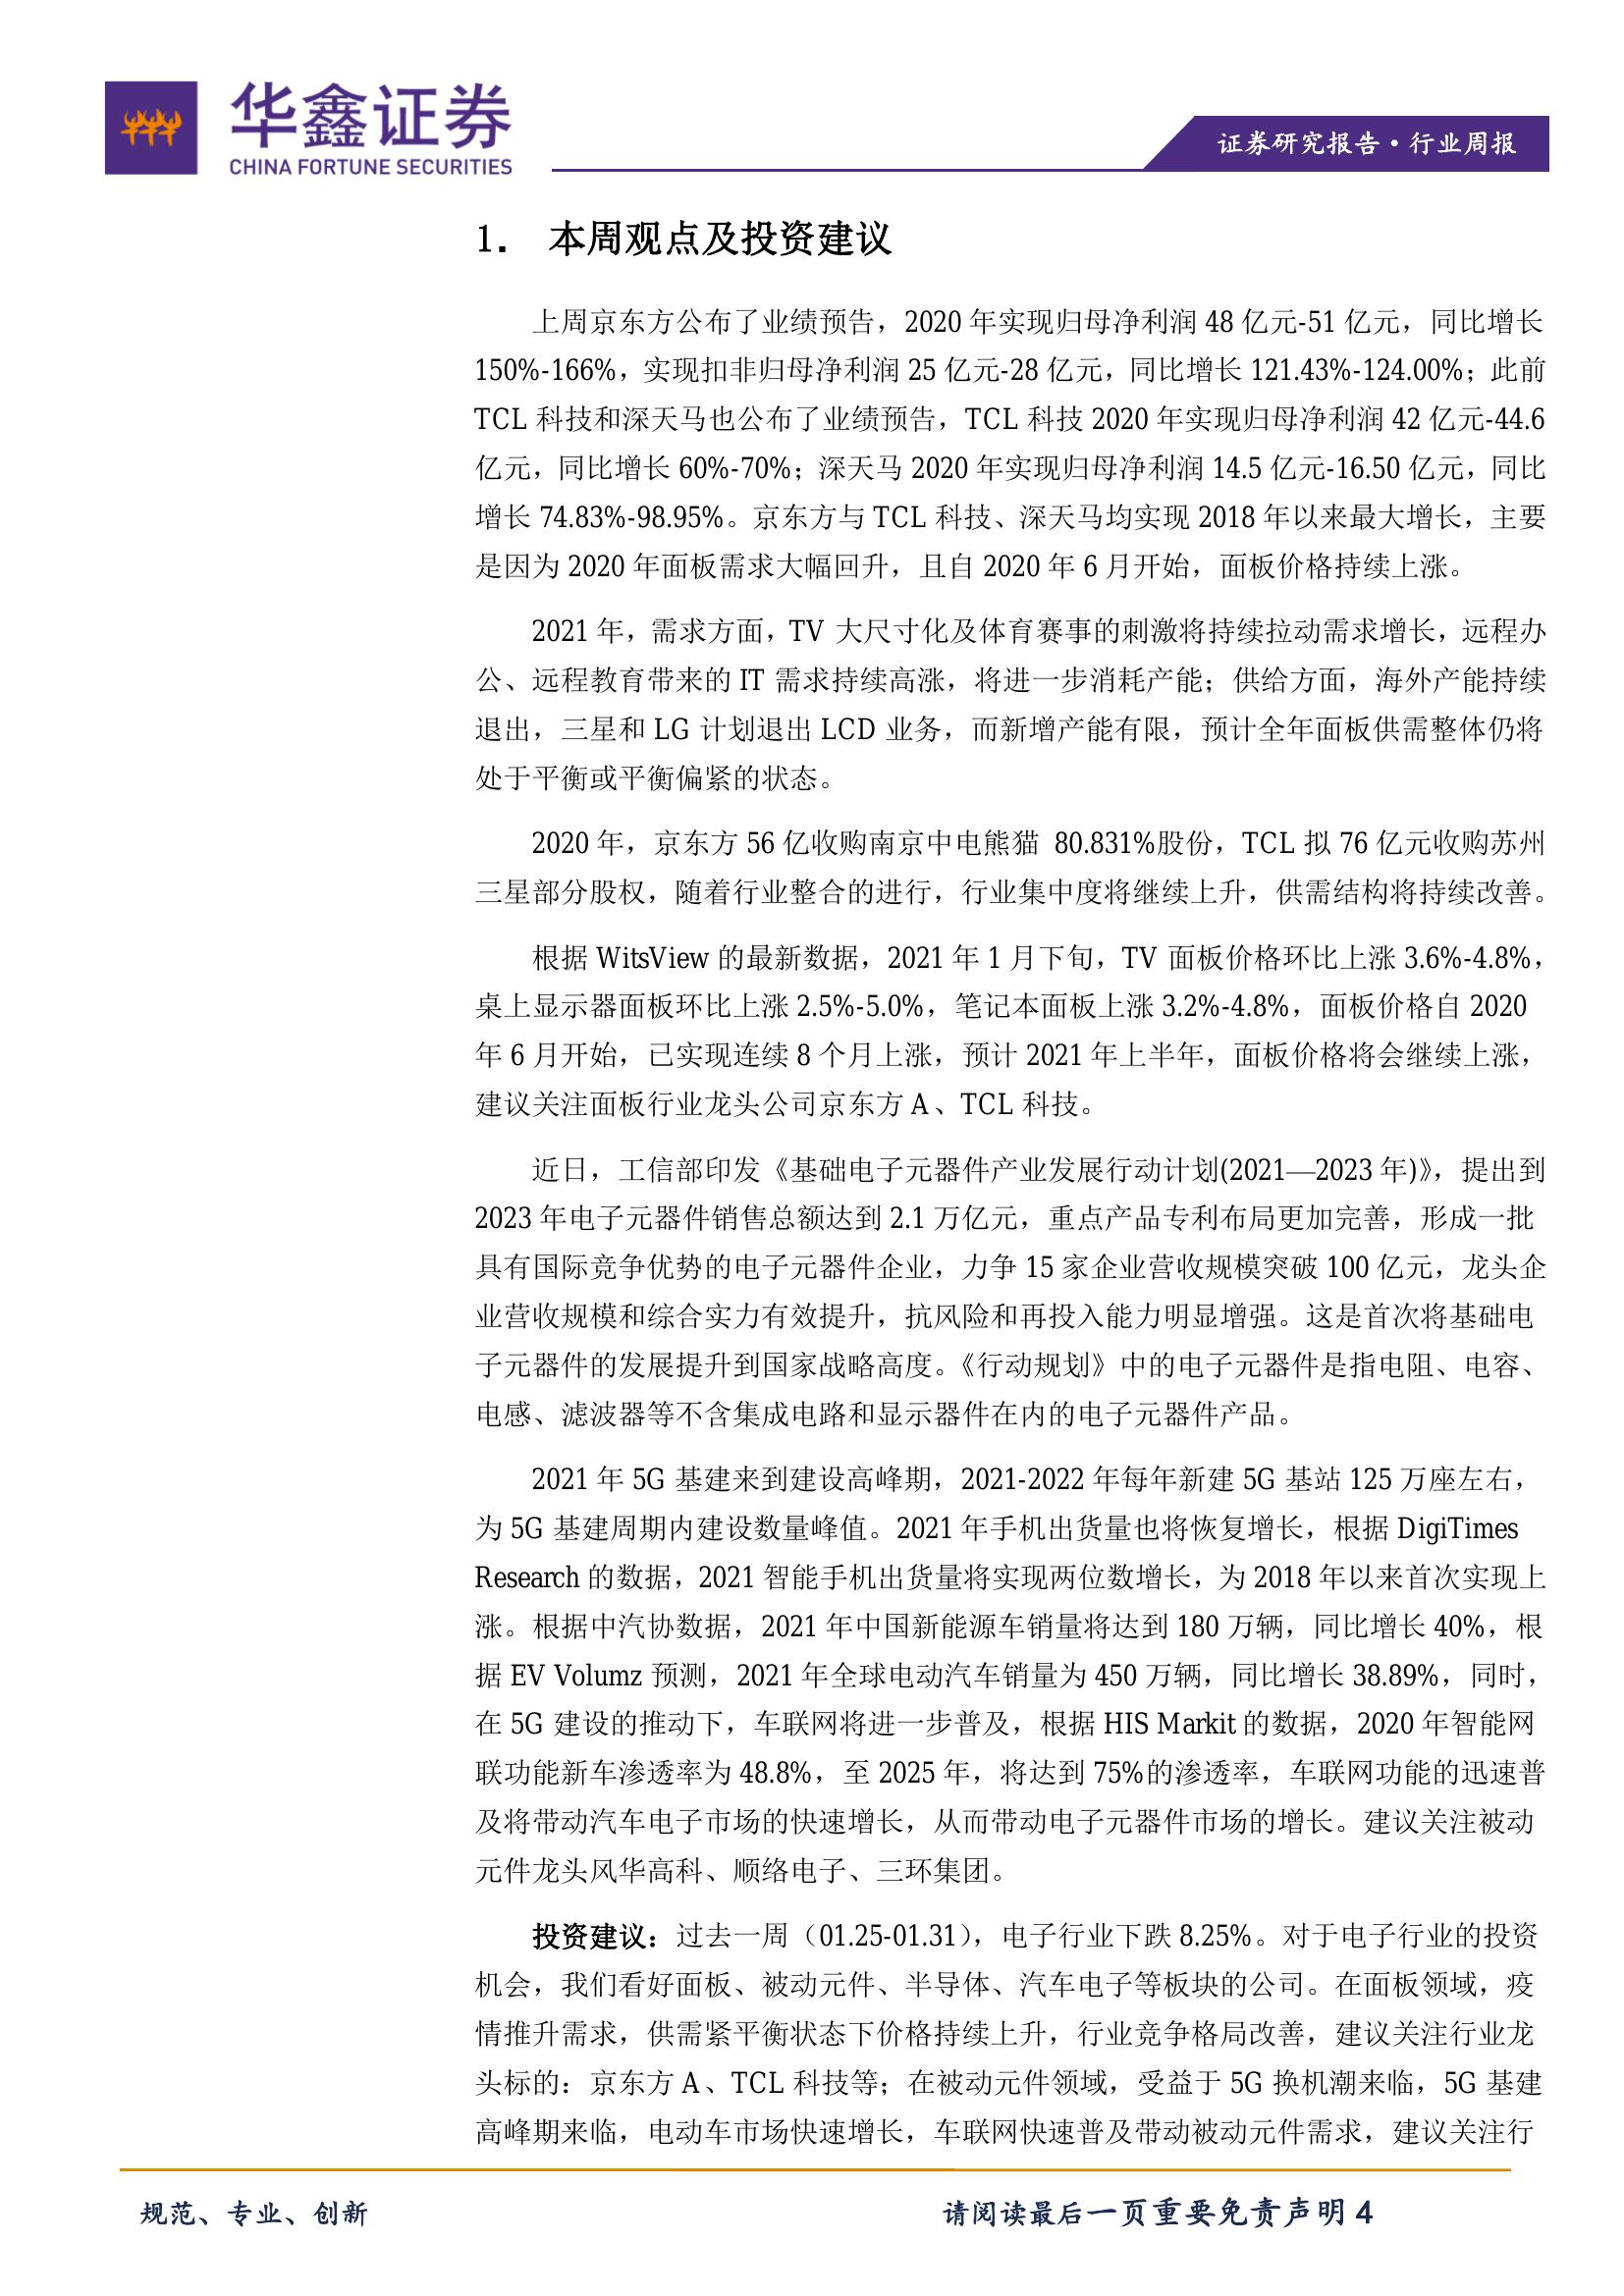 华鑫证券
CHINA FORTUNE SECURITIES
证券研究报告·行业周报
1. 本周观点及投资建议
上周京东方公布了业绩预告，2020 年实现归母净利润 48 亿元-51 亿元，同比增长
150%-166%，实现扣非归母净利润 25 亿元-28 亿元，同比增长 121.43%-124.00%；此前
TCL 科技和深天马也公布了业绩预告，TCL 科技 2020 年实现归母净利润 42 亿元-44.6
亿元，同比增长 60%-70%；深天马 2020 年实现归母净利润 14.5 亿元-16.50 亿元，同比
增长 74.83%-98.95%。京东方与 TCL 科技、深天马均实现 2018 年以来最大增长，主要
是因为 2020 年面板需求大幅回升，且自 2020 年 6 月开始，面板价格持续上涨。
2021 年，需求方面，TV 大尺寸化及体育赛事的刺激将持续拉动需求增长，远程办
公、远程教育带来的 IT 需求持续高涨，将进一步消耗产能；供给方面，海外产能持续
退出，三星和 LG 计划退出 LCD 业务，而新增产能有限，预计全年面板供需整体仍将
处于平衡或平衡偏紧的状态。
2020 年，京东方 56 亿收购南京中电熊猫 80.831%股份，TCL 拟 76 亿元收购苏州
三星部分股权，随着行业整合的进行，行业集中度将继续上升，供需结构将持续改善。
根据 WitsView 的最新数据，2021 年 1 月下旬，TV 面板价格环比上涨 3.6%-4.8%，
桌上显示器面板环比上涨 2.5%-5.0%，笔记本面板上涨 3.2%-4.8%，面板价格自 2020
年 6 月开始，已实现连续 8 个月上涨，预计 2021 年上半年，面板价格将会继续上涨，
建议关注面板行业龙头公司京东方 A、TCL 科技。
近日，工信部印发《基础电子元器件产业发展行动计划(2021—2023 年)》，提出到
2023 年电子元器件销售总额达到 2.1 万亿元，重点产品专利布局更加完善，形成一批
具有国际竞争优势的电子元器件企业，力争 15 家企业营收规模突破 100 亿元，龙头企
业营收规模和综合实力有效提升，抗风险和再投入能力明显增强。这是首次将基础电
子元器件的发展提升到国家战略高度。《行动规划》中的电子元器件是指电阻、电容、
电感、滤波器等不含集成电路和显示器件在内的电子元器件产品。
2021 年 5G 基建来到建设高峰期，2021-2022 年每年新建 5G 基站 125 万座左右，
为 5G 基建周期内建设数量峰值。2021 年手机出货量也将恢复增长，根据 DigiTimes
Research 的数据，2021 智能手机出货量将实现两位数增长，为 2018 年以来首次实现上
涨。根据中汽协数据，2021 年中国新能源车销量将达到 180 万辆，同比增长 40%，根
据 EV Volumz 预测，2021 年全球电动汽车销量为 450 万辆，同比增长 38.89%，同时，
在 5G 建设的推动下，车联网将进一步普及，根据 HIS Markit 的数据，2020 年智能网
联功能新车渗透率为 48.8%，至 2025 年，将达到 75%的渗透率，车联网功能的迅速普
及将带动汽车电子市场的快速增长，从而带动电子元器件市场的增长。建议关注被动
元件龙头风华高科、顺络电子、三环集团。
投资建议：过去一周（01.25-01.31），电子行业下跌 8.25%。对于电子行业的投资
机会，我们看好面板、被动元件、半导体、汽车电子等板块的公司。在面板领域，疫
情推升需求，供需紧平衡状态下价格持续上升，行业竞争格局改善，建议关注行业龙
头标的：京东方 A、TCL 科技等；在被动元件领域，受益于 5G 换机潮来临，5G 基建
高峰期来临，电动车市场快速增长，车联网快速普及带动被动元件需求，建议关注行
规范、专业、创新
请阅读最后一页重要免责声明 4